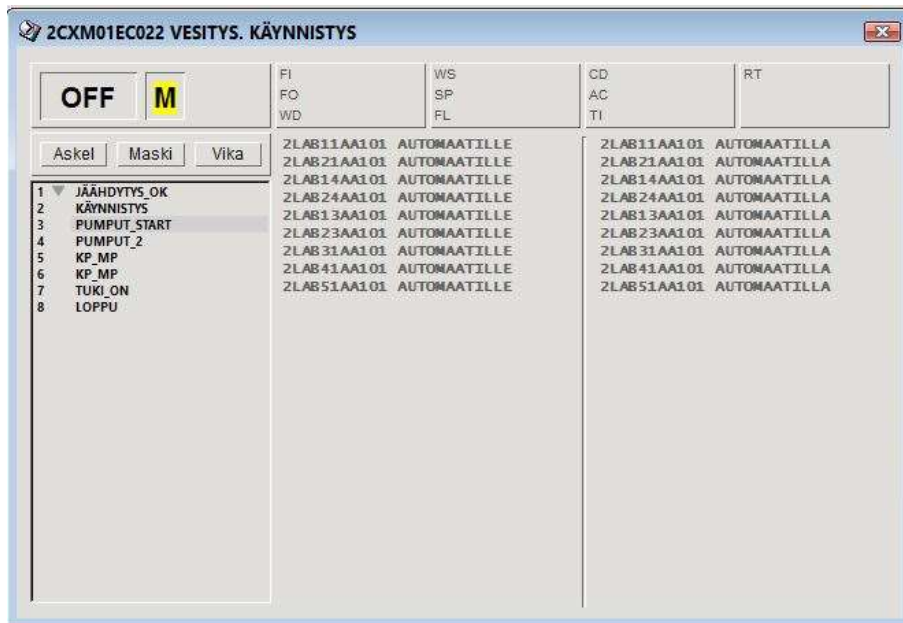 2CXM01EC022 VESITYS. KÄYNNISTYS
OFF M
FI WS CD RT
FO SP AC
WD FL TI
Askel Maski Vika
1 JÄÄHDYTYS_OK
2 KÄYNNISTYS
3 PUMPUT_START
4 PUMPUT_2
5 KP_MP
6 KP_MP
7 TUKI_ON
8 LOPPU
2LAB11AA101 AUTOMAATILLE
2LAB21AA101 AUTOMAATILLE
2LAB14AA101 AUTOMAATILLE
2LAB24AA101 AUTOMAATILLE
2LAB13AA101 AUTOMAATILLE
2LAB23AA101 AUTOMAATILLE
2LAB31AA101 AUTOMAATILLE
2LAB41AA101 AUTOMAATILLE
2LAB51AA101 AUTOMAATILLE
2LAB11AA101 AUTOMAATILLA
2LAB21AA101 AUTOMAATILLA
2LAB14AA101 AUTOMAATILLA
2LAB24AA101 AUTOMAATILLA
2LAB13AA101 AUTOMAATILLA
2LAB23AA101 AUTOMAATILLA
2LAB31AA101 AUTOMAATILLA
2LAB41AA101 AUTOMAATILLA
2LAB51AA101 AUTOMAATILLA